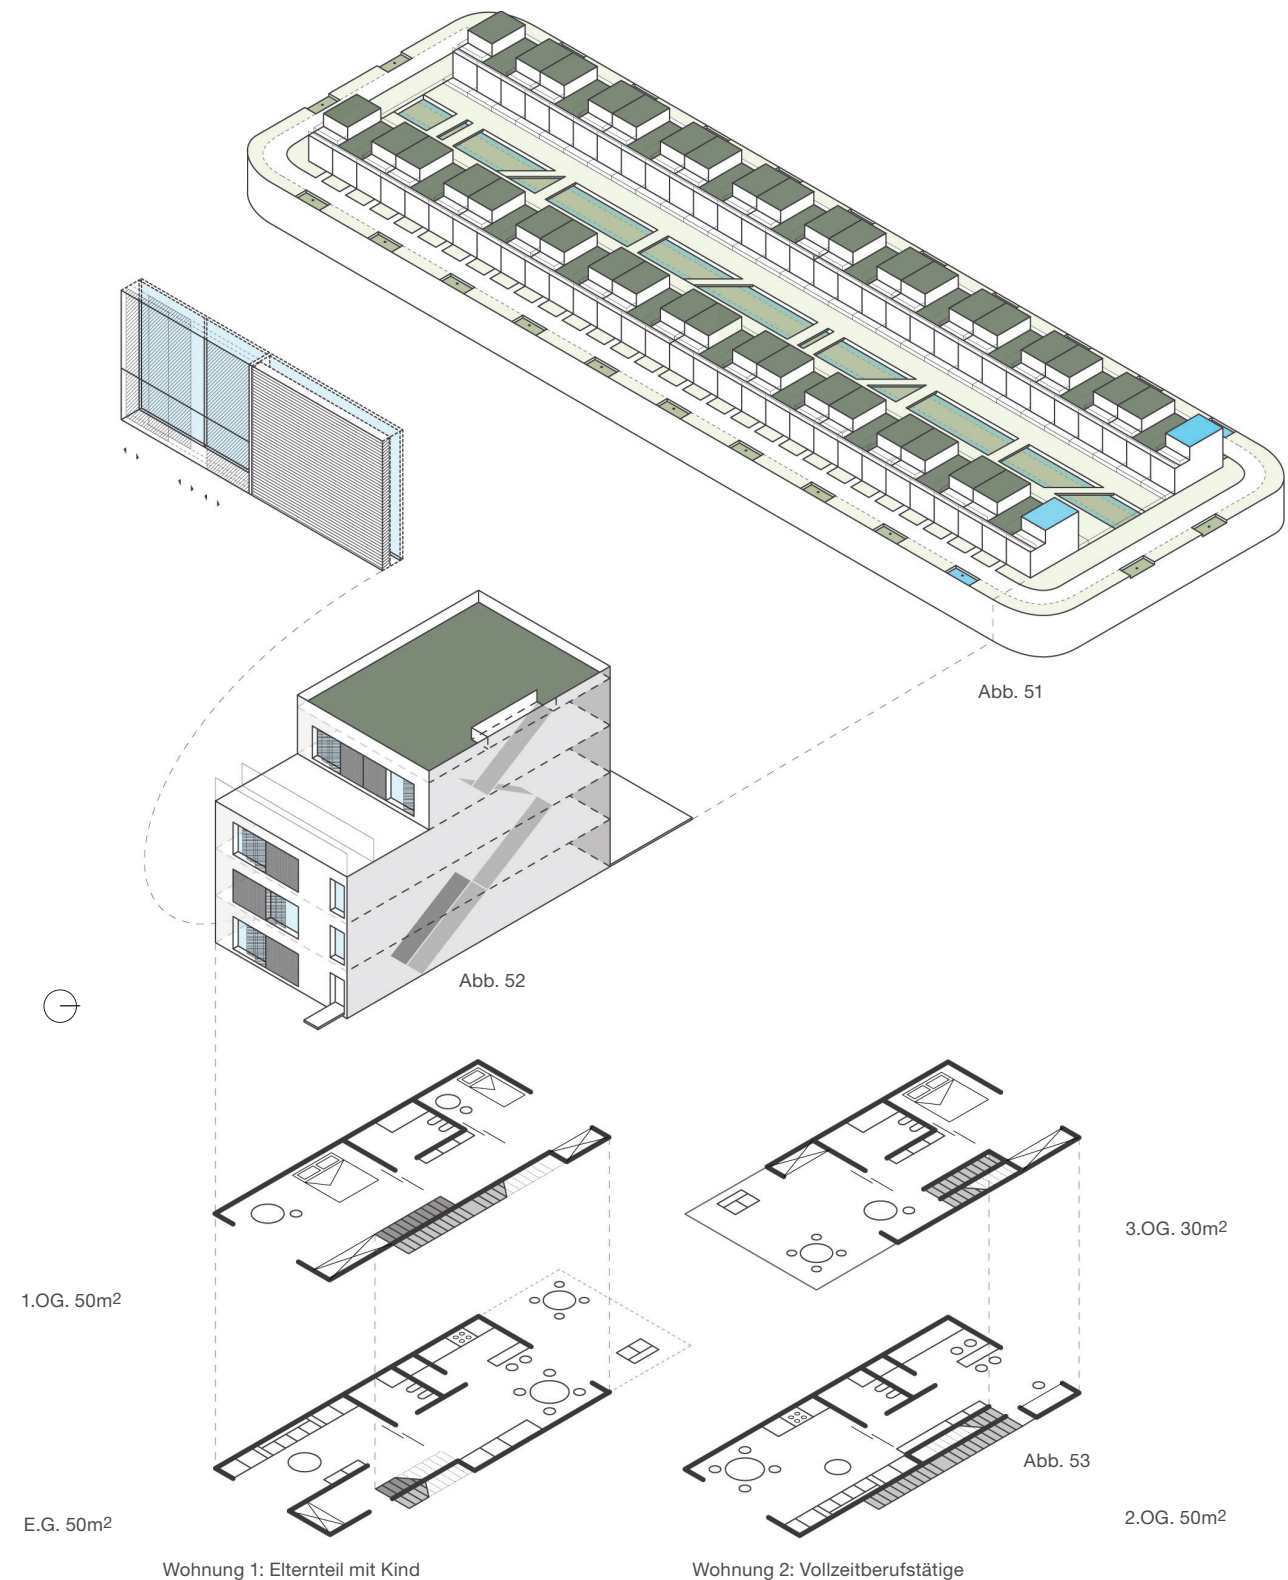 Abb. 51
Abb. 52
3.OG. 30m²
1.OG. 50m²
Abb. 53
E.G. 50m²
2.OG. 50m²
Wohnung 1: Elternteil mit Kind
Wohnung 2: Vollzeitberufstätige